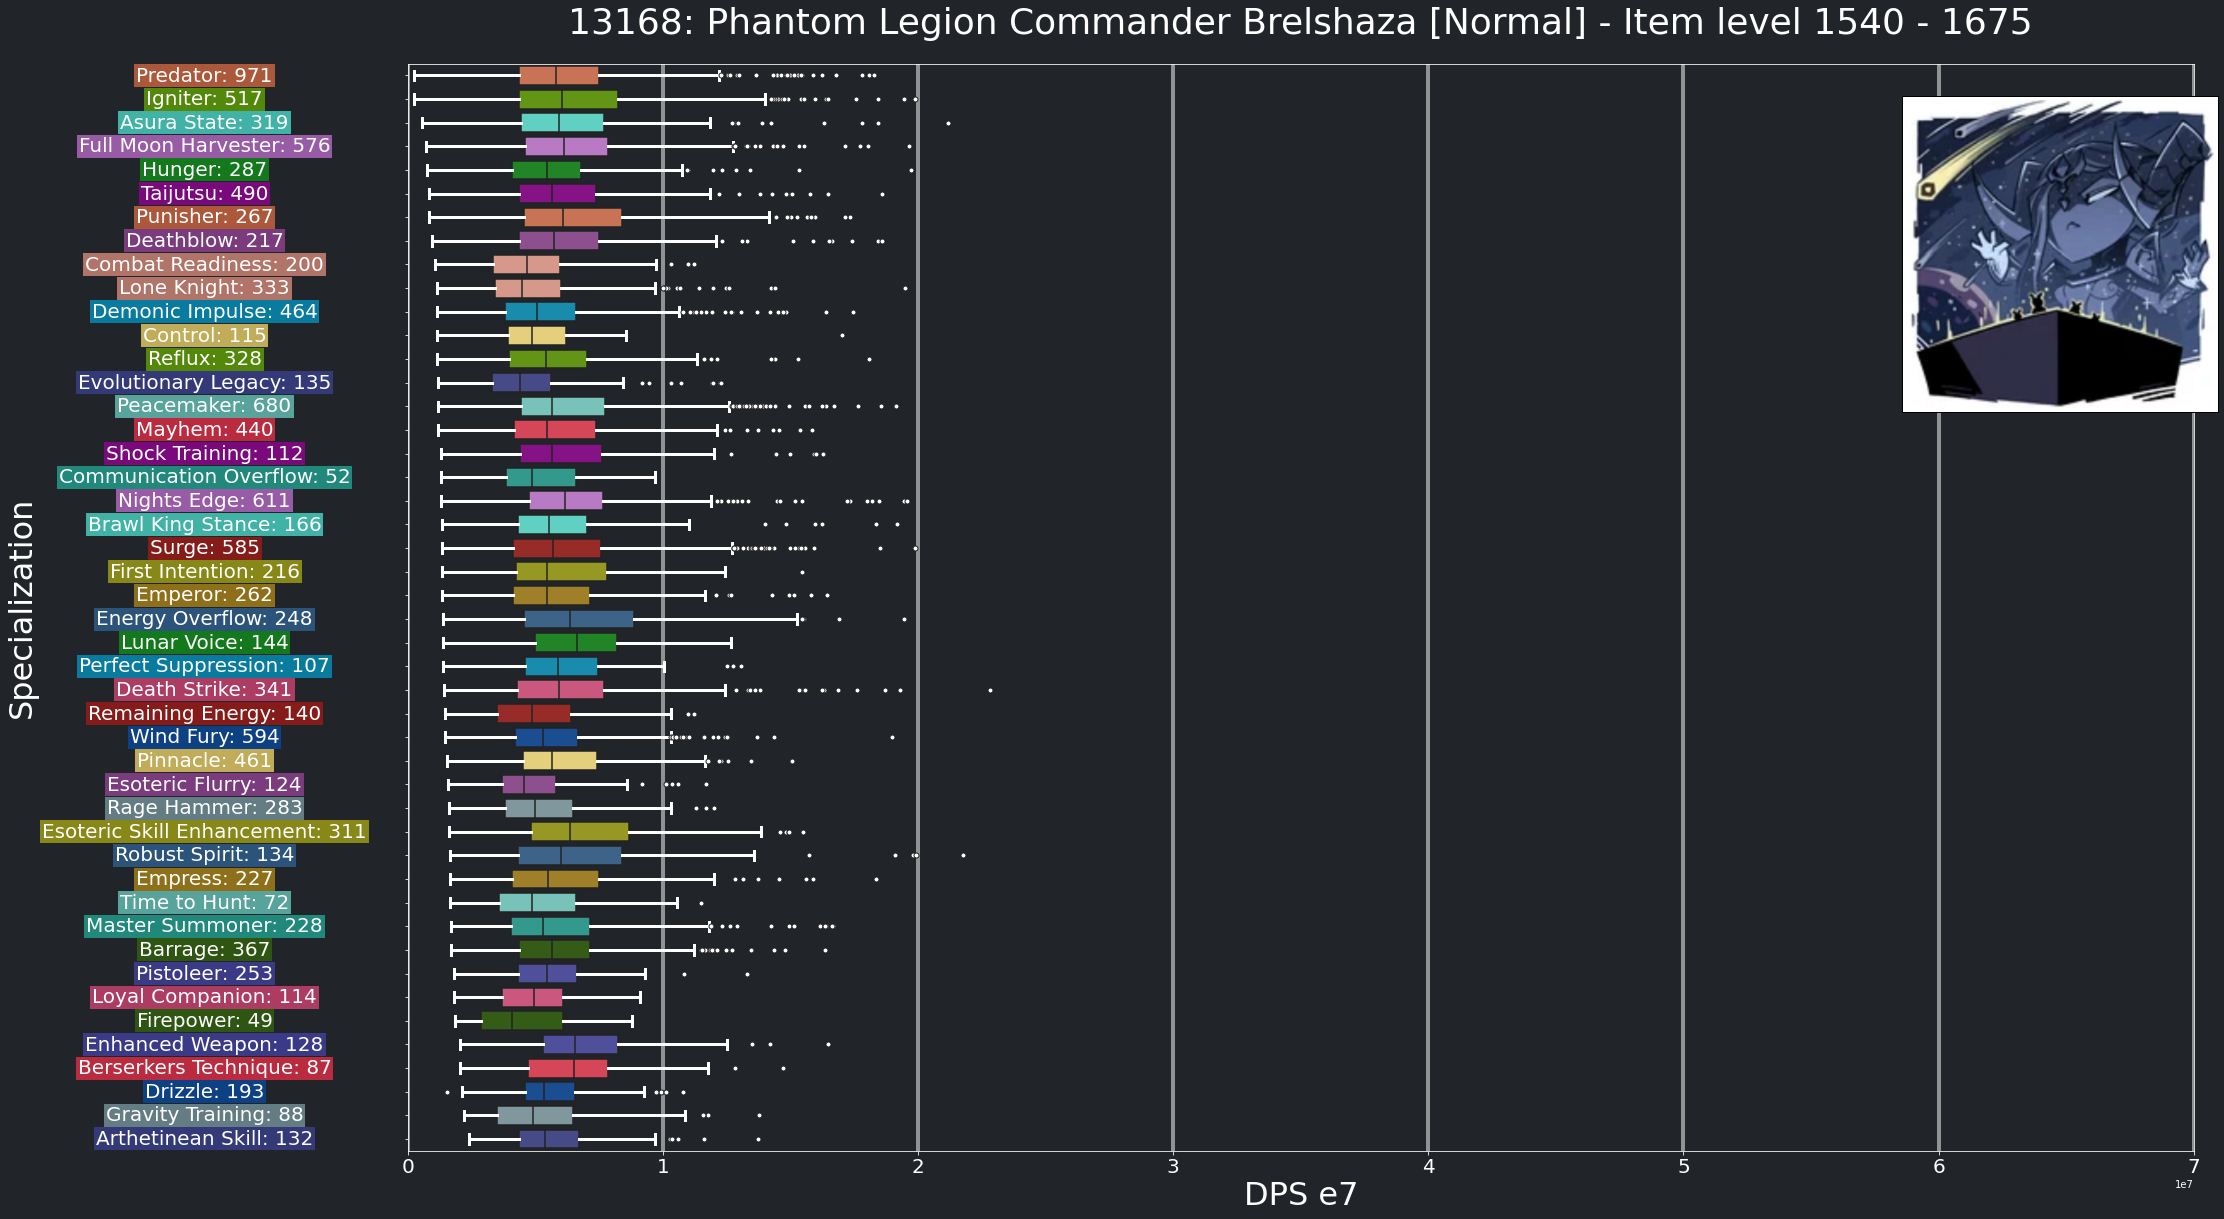 13168: Phantom Legion Commander Brelshaza [Normal] - Item level 1540 - 1675
Specialization
Predator: 971
Igniter: 517
Asura State: 319
Full Moon Harvester: 576
Hunger: 287
Taijutsu: 490
Punisher: 267
Deathblow: 217
Combat Readiness: 200
Lone Knight: 333
Demonic Impulse: 464
Control: 115
Reflux: 328
Evolutionary Legacy: 135
Peacemaker: 680
Mayhem: 440
Shock Training: 112
Communication Overflow: 52
Nights Edge: 611
Brawl King Stance: 166
Surge: 585
First Intention: 216
Emperor: 262
Energy Overflow: 248
Lunar Voice: 144
Perfect Suppression: 107
Death Strike: 341
Remaining Energy: 140
Wind Fury: 594
Pinnacle: 461
Esoteric Flurry: 124
Rage Hammer: 283
Esoteric Skill Enhancement: 311
Robust Spirit: 134
Empress: 227
Time to Hunt: 72
Master Summoner: 228
Barrage: 367
Pistoleer: 253
Loyal Companion: 114
Firepower: 49
Enhanced Weapon: 128
Berserkers Technique: 87
Drizzle: 193
Gravity Training: 88
Arthetinean Skill: 132
0 1 2 3 4 5 6 7
1e7
DPS e7